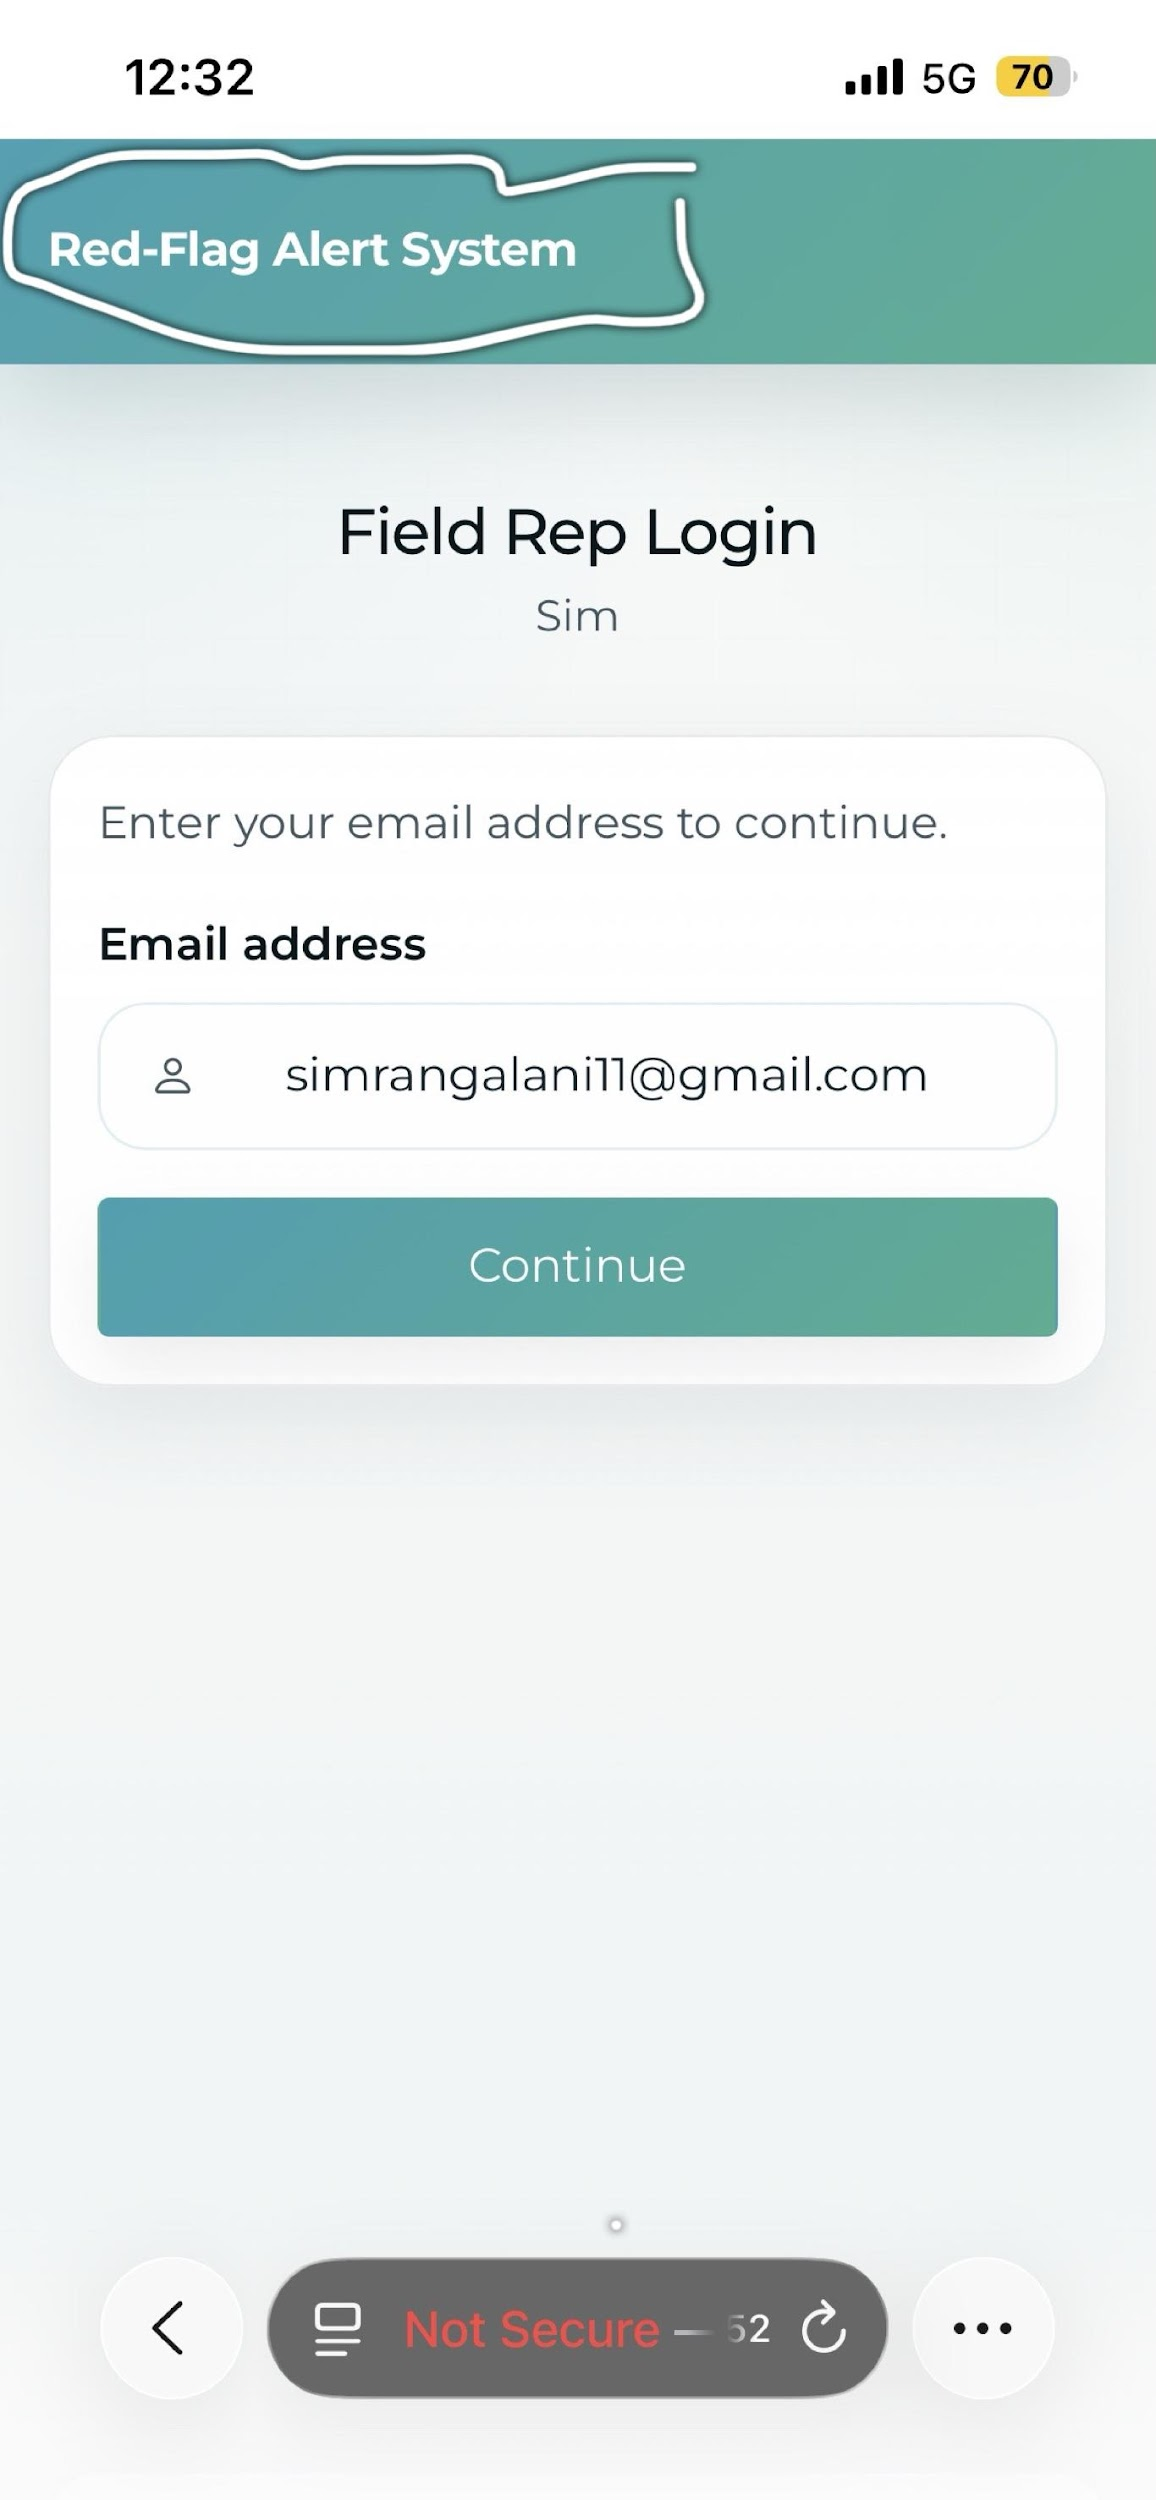 12:32
5G 70
Red-Flag Alert System
Field Rep Login
Sim
Enter your email address to continue.
Email address
simrangalani11@gmail.com
Continue
Not Secure — 52